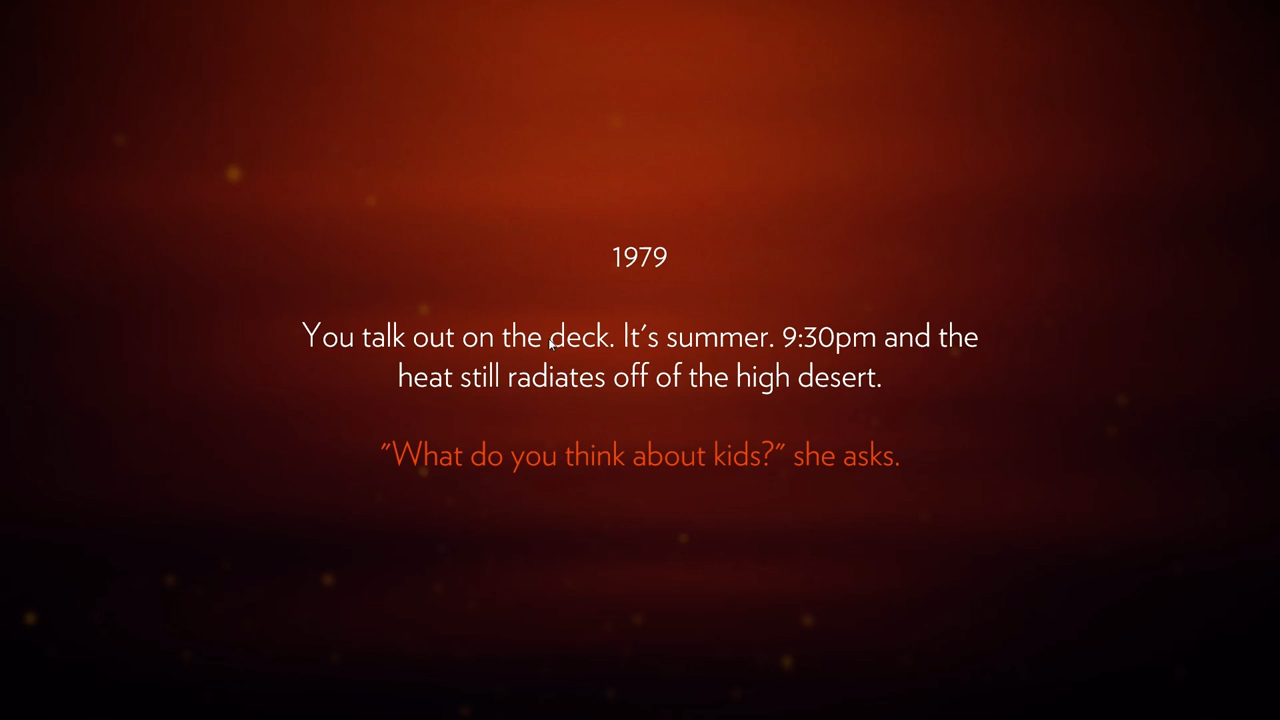 1979
You talk out on the deck. It's summer. 9:30pm and the
heat still radiates off of the high desert.
"What do you think about kids?" she asks.